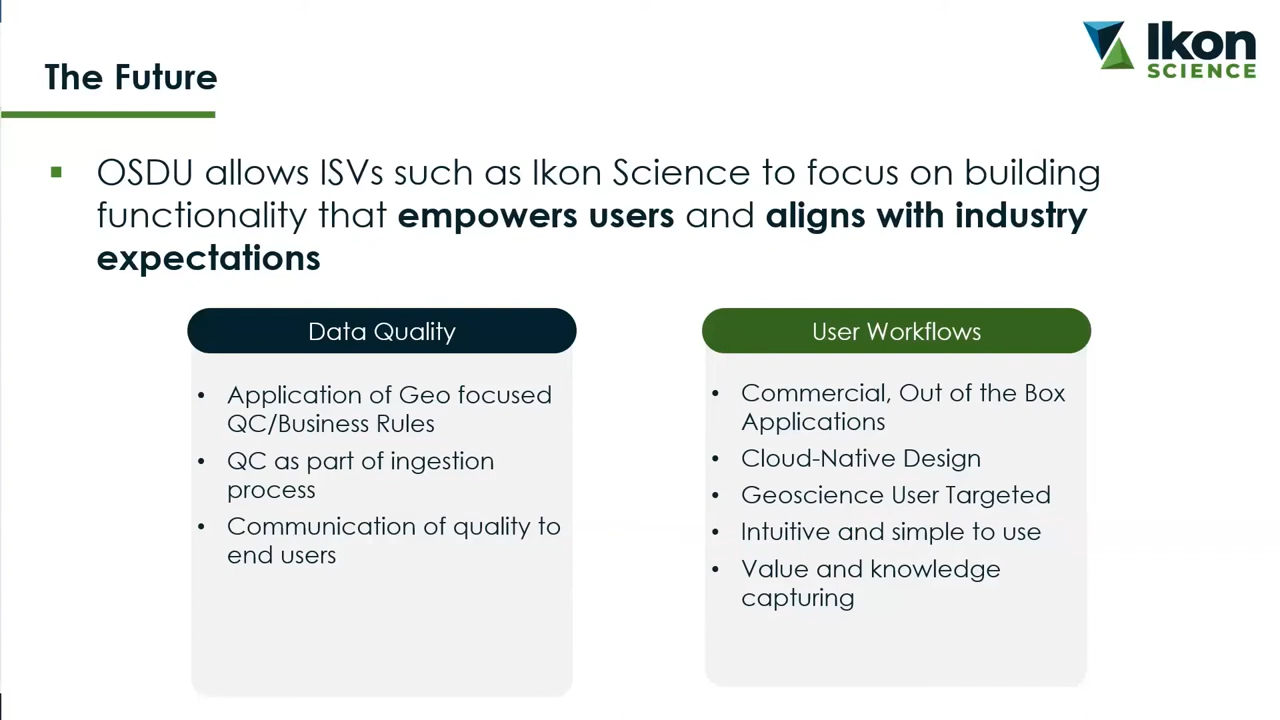 The Future
Ikon
SCIENCE
▪ OSDU allows ISVs such as Ikon Science to focus on building
functionality that empowers users and aligns with industry
expectations
Data Quality
• Application of Geo focused
QC/Business Rules
• QC as part of ingestion
process
• Communication of quality to
end users
User Workflows
• Commercial, Out of the Box
Applications
• Cloud-Native Design
• Geoscience User Targeted
• Intuitive and simple to use
• Value and knowledge
capturing